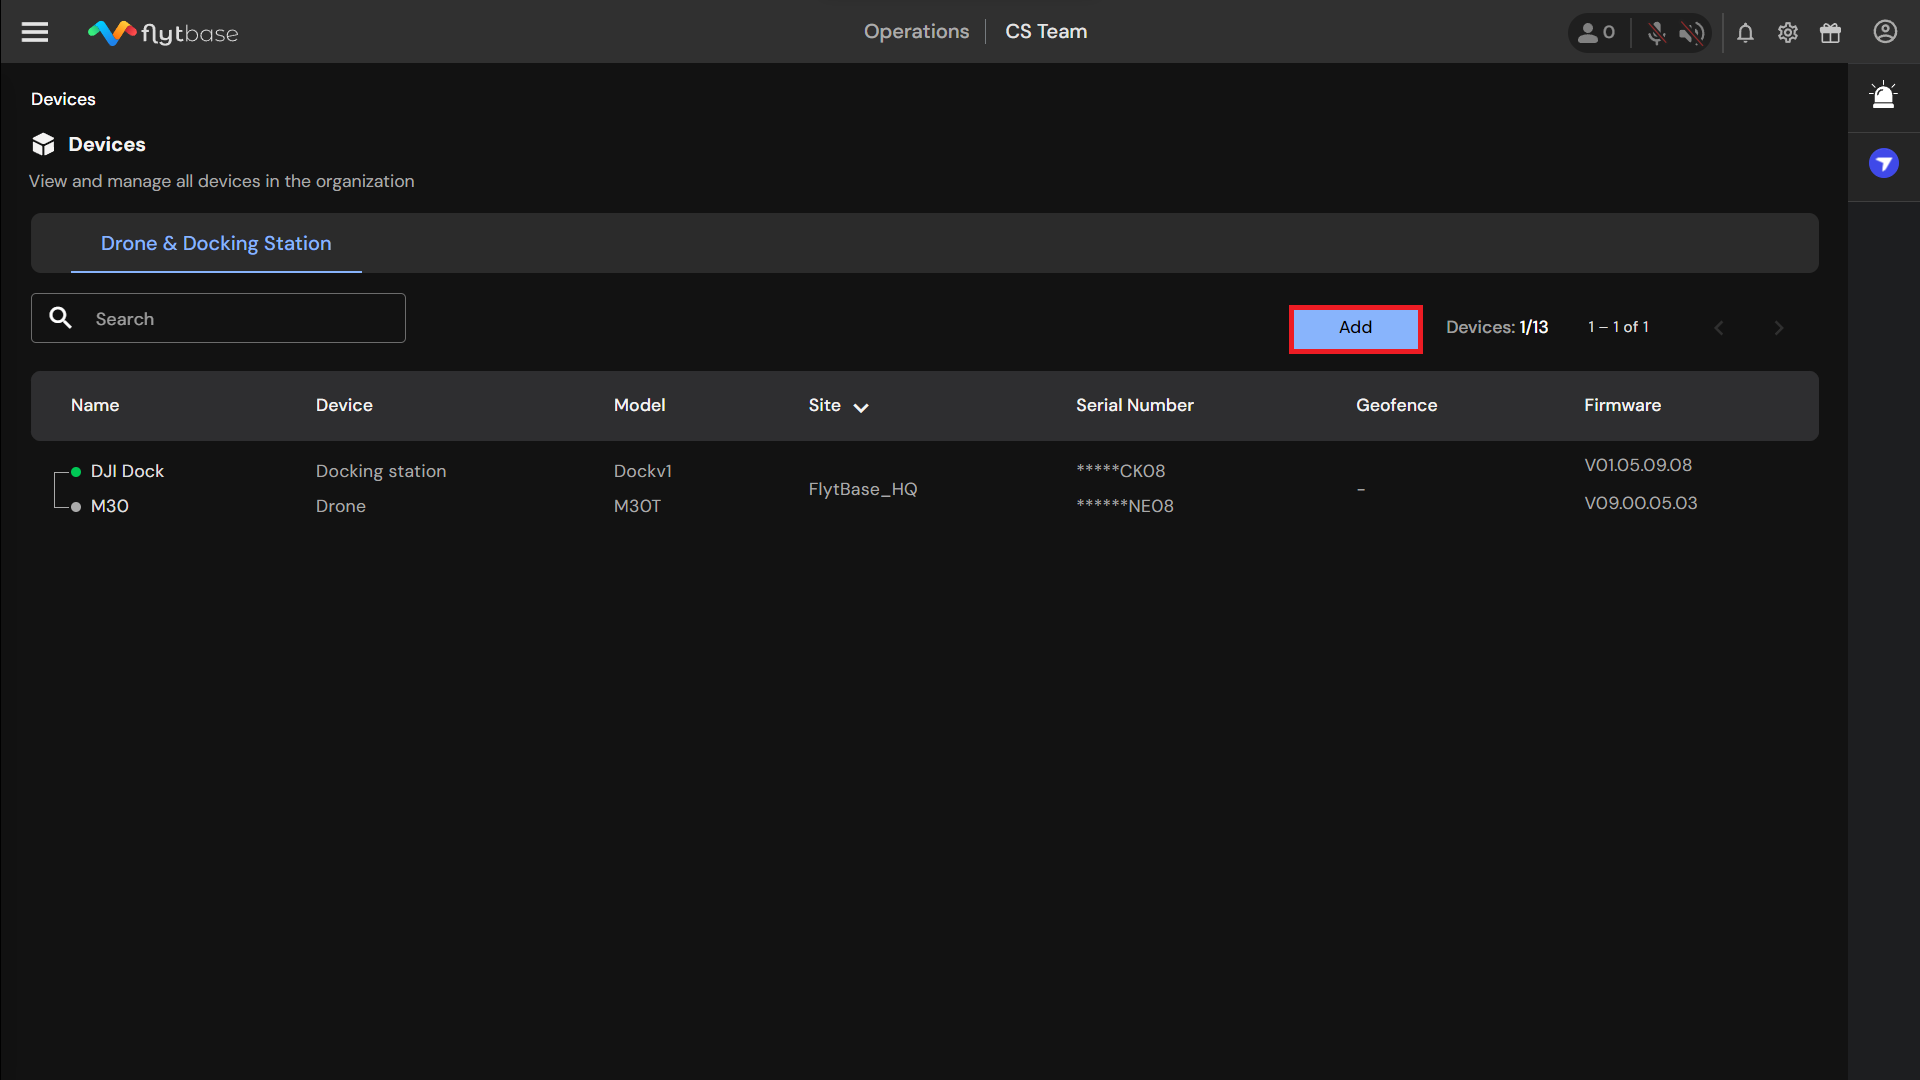 flytbase
Operations CS Team
0
Devices
Devices
View and manage all devices in the organization
Drone & Docking Station
Search
Add Devices: 1/13 1 – 1 of 1
Name Device Model Site Serial Number Geofence Firmware
DJI Dock Docking station Dockv1 FlytBase_HQ *****CK08 - V01.05.09.08
M30 Drone M30T ******NE08 V09.00.05.03